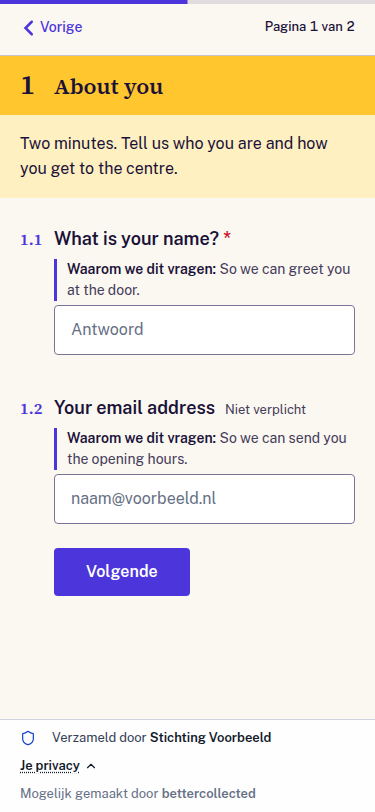 Vorige
Pagina 1 van 2
1 About you
Two minutes. Tell us who you are and how
you get to the centre.
1.1 What is your name? *
Waarom we dit vragen: So we can greet you
at the door.
Antwoord
1.2 Your email address Niet verplicht
Waarom we dit vragen: So we can send you
the opening hours.
naam@voorbeeld.nl
Volgende
Verzameld door Stichting Voorbeeld
Je privacy
Mogelijk gemaakt door bettercollected